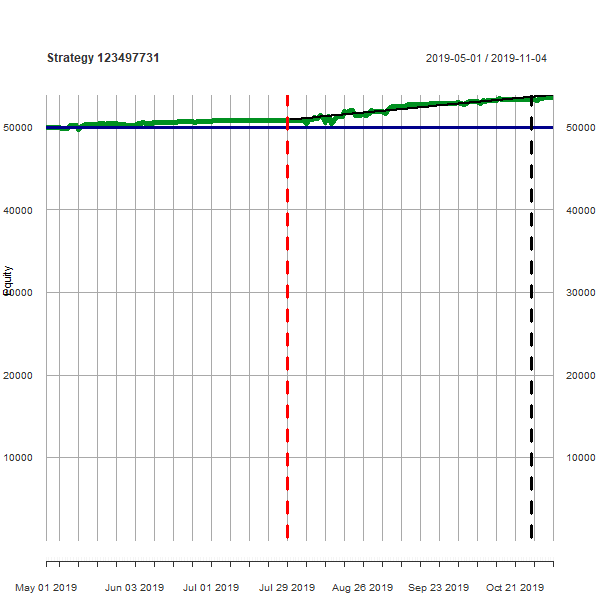 Strategy 123497731
2019-05-01 / 2019-11-04
50000 50000
40000 40000
Equity
30000 30000
20000 20000
10000 10000
May 01 2019 Jun 03 2019 Jul 01 2019 Jul 29 2019 Aug 26 2019 Sep 23 2019 Oct 21 2019